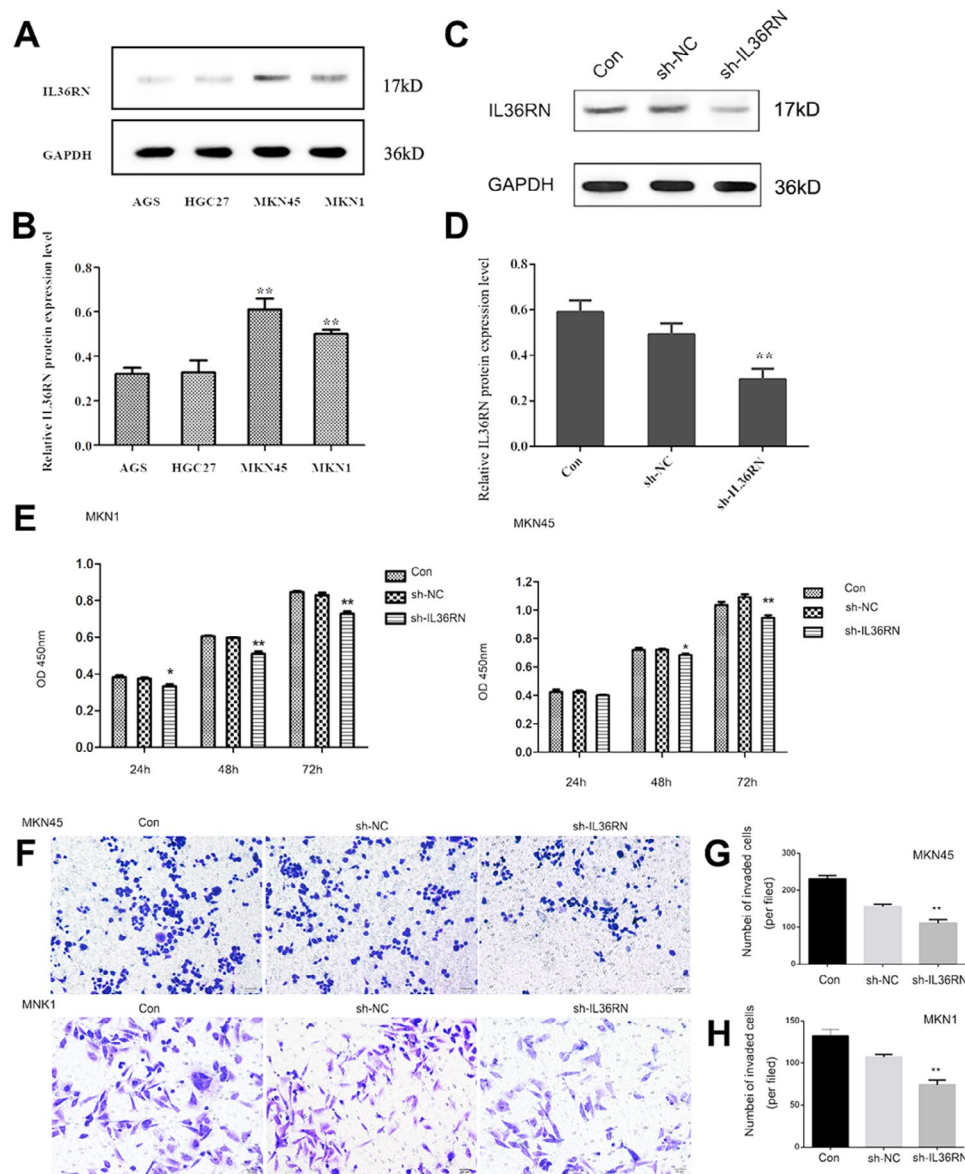 A
IL36RN
17kD
GAPDH
36kD
AGS HGC27 MKN45 MKN1
B
Relative IL36RN protein expression level
0.8
0.6
0.4
0.2
0.0
** **
AGS HGC27 MKN45 MKN1
C
Con sh-NC sh-IL36RN
IL36RN
17kD
GAPDH
36kD
D
Relative IL36RN protein expression level
0.8
0.6
0.4
0.2
0.0
**
Con sh-NC sh-IL36RN
E
MKN1
OD 450nm
1.0
0.8
0.6
0.4
0.2
0.0
* ** **
24h 48h 72h
Con
sh-NC
sh-IL36RN
MKN45
OD 450nm
1.2
1.0
0.8
0.6
0.4
0.2
0.0
* **
24h 48h 72h
Con
sh-NC
sh-IL36RN
F
MKN45 Con sh-NC sh-IL36RN
MNK1 Con sh-NC sh-IL36RN
G
MKN45
Numbei of invaded cells
(per filed)
300
200
100
0
**
Con sh-NC sh-IL36RN
H
MKN1
Numbei of invaded cells
(per filed)
150
100
50
0
**
Con sh-NC sh-IL36RN